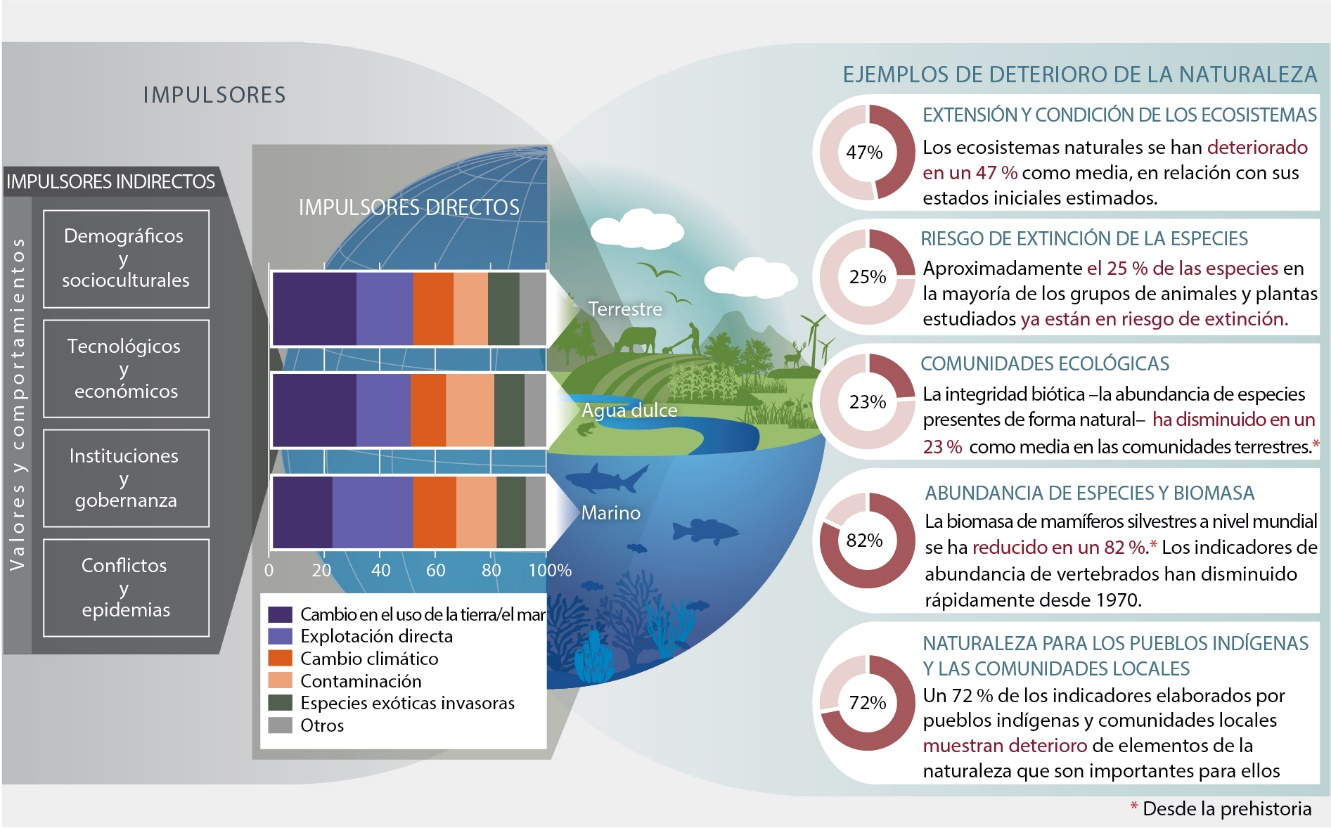 IMPULSORES
IMPULSORES INDIRECTOS
Valores y comportamientos
Demográficos
y
socioculturales
Tecnológicos
y
económicos
Instituciones
y
gobernanza
Conflictos
y
epidemias
IMPULSORES DIRECTOS
Terrestre
Agua dulce
Marino
0 20 40 60 80 100%
Cambio en el uso de la tierra/el mar
Explotación directa
Cambio climático
Contaminación
Especies exóticas invasoras
Otros
EJEMPLOS DE DETERIORO DE LA NATURALEZA
47%
EXTENSIÓN Y CONDICIÓN DE LOS ECOSISTEMAS
Los ecosistemas naturales se han deteriorado
en un 47 % como media, en relación con sus
estados iniciales estimados.
25%
RIESGO DE EXTINCIÓN DE LA ESPECIES
Aproximadamente el 25 % de las especies en
la mayoría de los grupos de animales y plantas
estudiados ya están en riesgo de extinción.
23%
COMUNIDADES ECOLÓGICAS
La integridad biótica –la abundancia de especies
presentes de forma natural– ha disminuido en un
23 % como media en las comunidades terrestres.*
82%
ABUNDANCIA DE ESPECIES Y BIOMASA
La biomasa de mamíferos silvestres a nivel mundial
se ha reducido en un 82 %.* Los indicadores de
abundancia de vertebrados han disminuido
rápidamente desde 1970.
72%
NATURALEZA PARA LOS PUEBLOS INDÍGENAS
Y LAS COMUNIDADES LOCALES
Un 72 % de los indicadores elaborados por
pueblos indígenas y comunidades locales
muestran deterioro de elementos de la
naturaleza que son importantes para ellos
* Desde la prehistoria